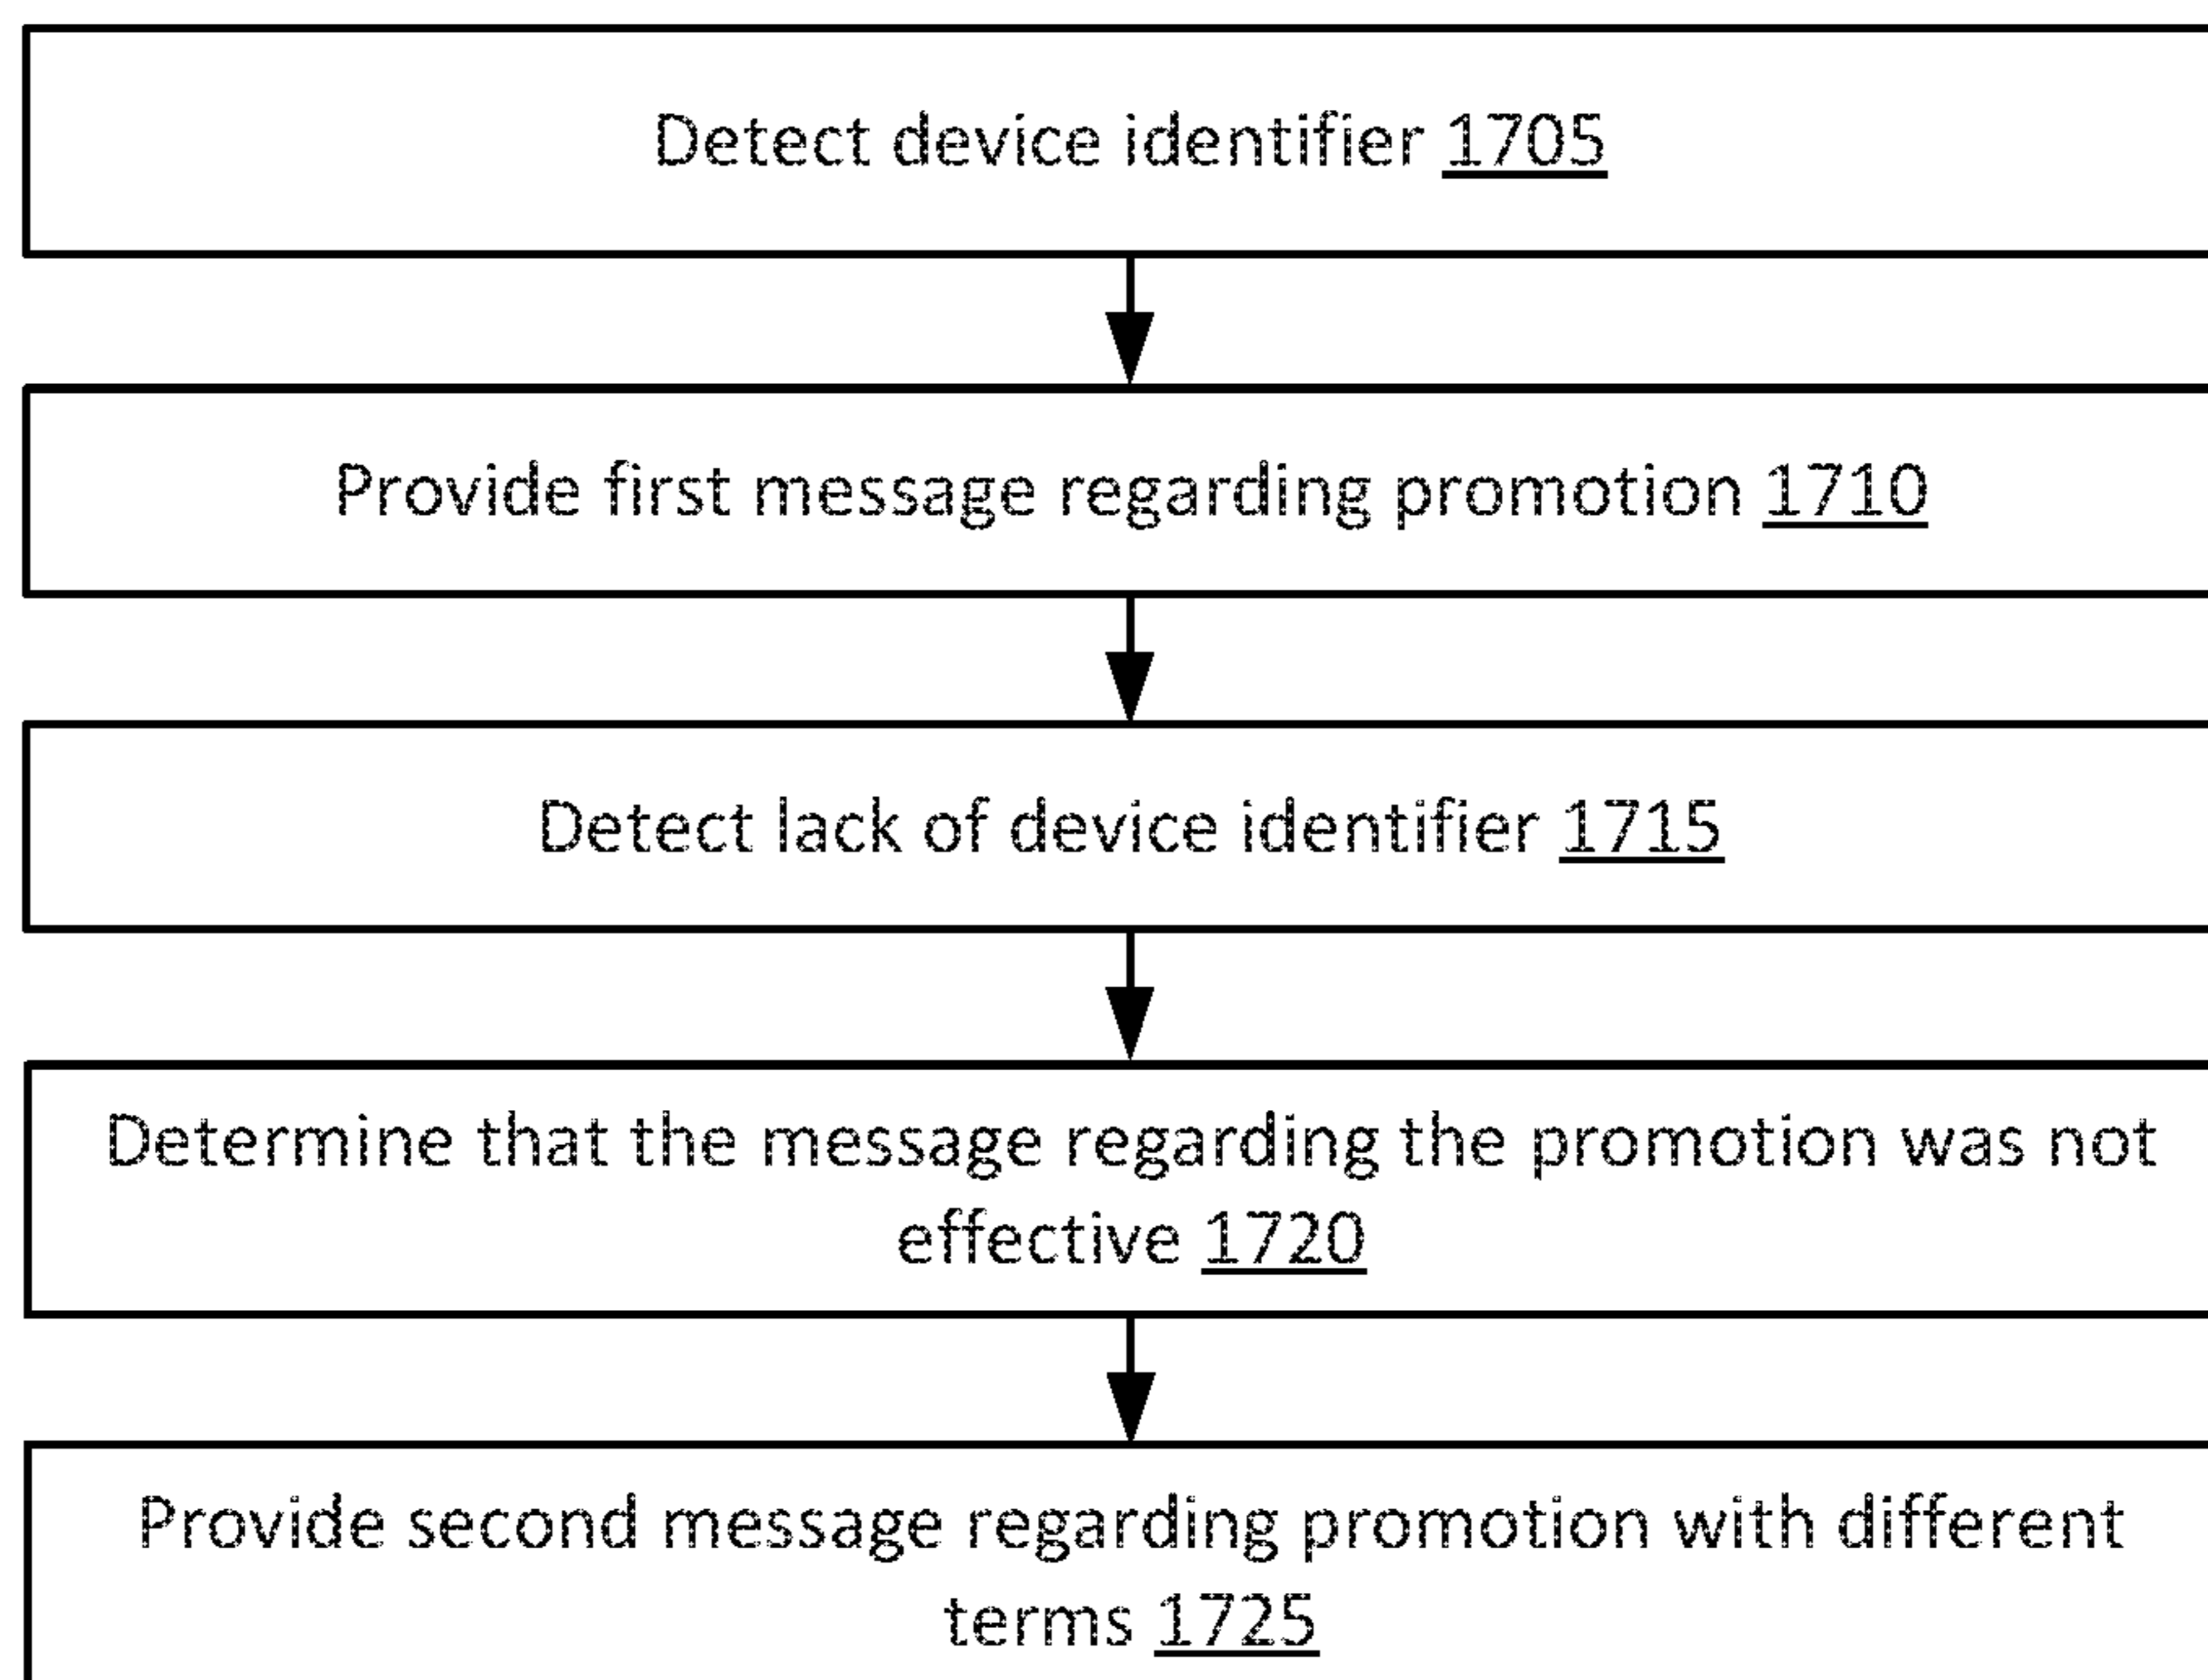 Detect device identifier 1705
Provide first message regarding promotion 1710
Detect lack of device identifier 1715
Determine that the message regarding the promotion was not
effective 1720
Provide second message regarding promotion with different
terms 1725